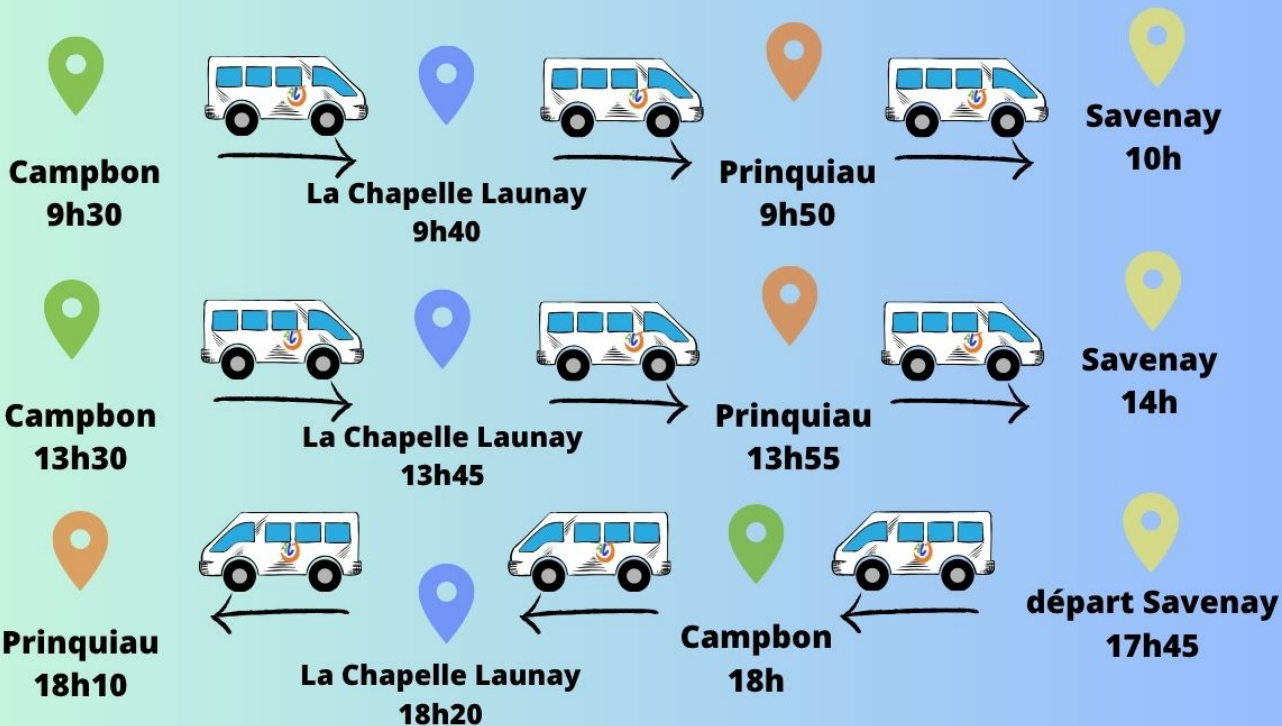 Campbon
9h30
La Chapelle Launay
9h40
Prinquiau
9h50
Savenay
10h
Campbon
13h30
La Chapelle Launay
13h45
Prinquiau
13h55
Savenay
14h
Prinquiau
18h10
La Chapelle Launay
18h20
Campbon
18h
départ Savenay
17h45